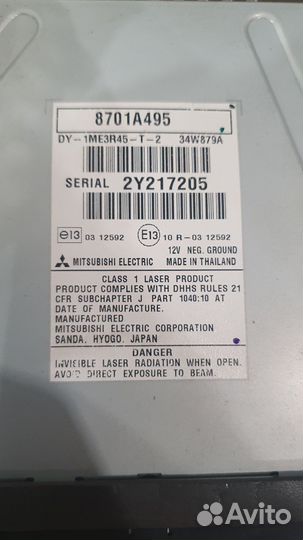 8701A495
DY-1ME3R45-T-2 34W879A
SERIAL 2Y217205
e13 03 12592 E13 10 R-03 12592
12V NEG. GROUND
MITSUBISHI ELECTRIC MADE IN THAILAND
CLASS 1 LASER PRODUCT
PRODUCT COMPLIES WITH DHHS RULES 21
CFR SUBCHAPTER J PART 1040:10 AT
DATE OF MANUFACTURE.
MANUFACTURED
MITSUBISHI ELECTRIC CORPORATION
SANDA, HYOGO, JAPAN
DANGER
INVISIBLE LASER RADIATION WHEN OPEN.
AVOID DIRECT EXPOSURE TO BEAM.
Avito